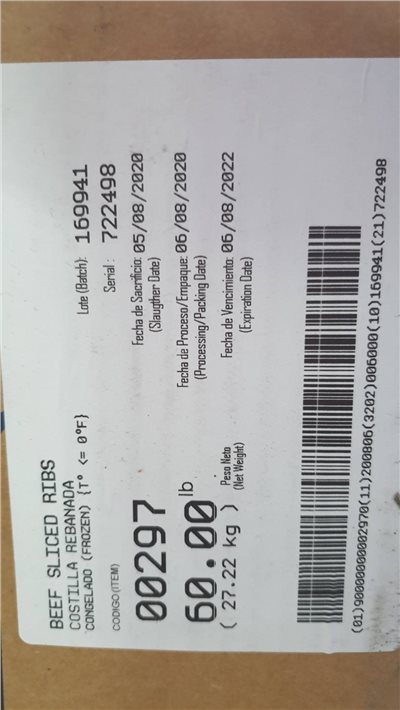 BEEF SLICED RIBS
COSTILLA REBANADA
CONGELADO (FROZEN) {T° <= 0°F}
CODIGO (ITEM)
00297
60.00 lb
( 27.22 kg )
Peso Neto
(Net Weight)
Lote (Batch): 169941
Serial: 722498
Fecha de Sacrificio: 05/08/2020
(Slaugther Date)
Fecha de Proceso/Empaque: 06/08/2020
(Processing/Packing Date)
Fecha de Vencimiento: 06/08/2022
(Expiration Date)
(01)90000000002970(11)200806(3202)006000(10)169941(21)722498